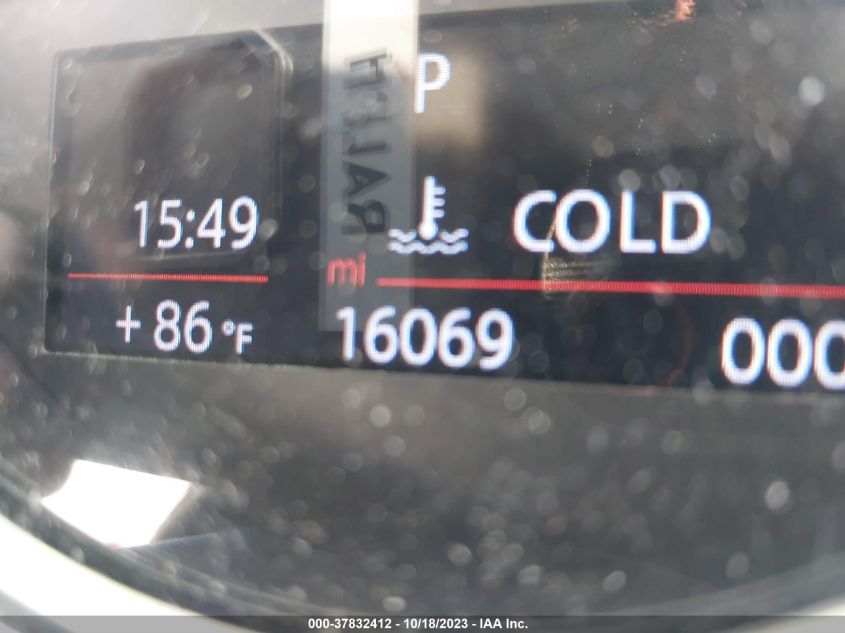 P
COLD
15:49
mi
+86 °F
16069
000
000-37832412 - 10/18/2023 - IAA Inc.